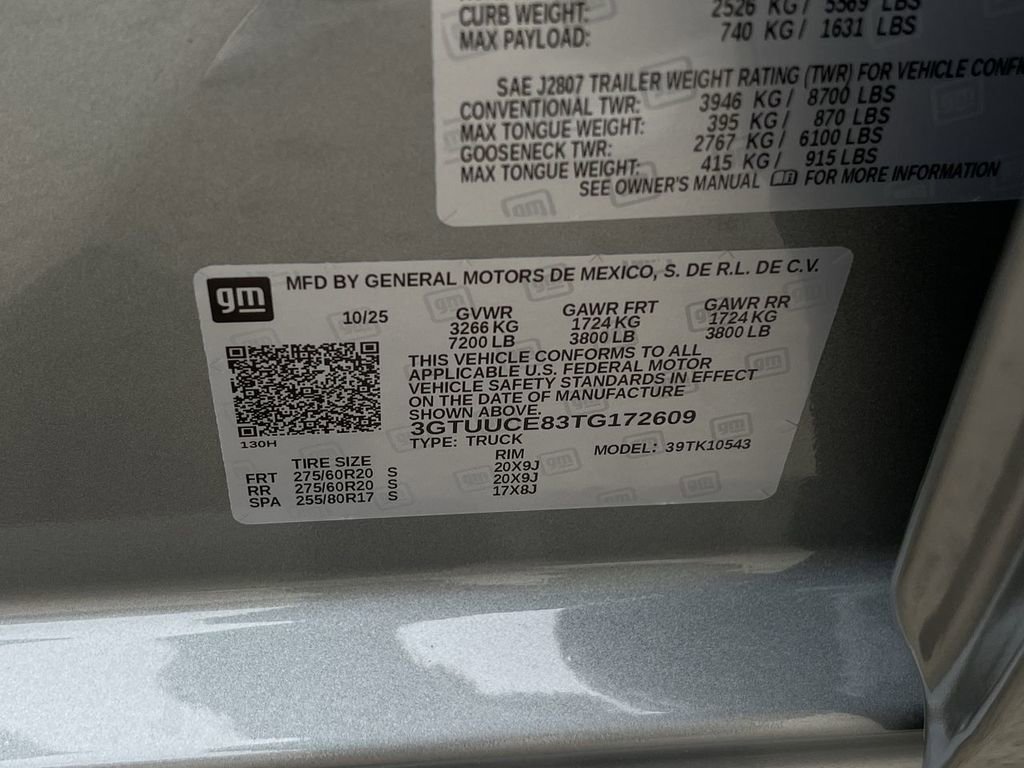 CURB WEIGHT: 2526 KG / 5569 LBS
MAX PAYLOAD: 740 KG / 1631 LBS
SAE J2807 TRAILER WEIGHT RATING (TWR) FOR VEHICLE
CONVENTIONAL TWR: 3946 KG / 8700 LBS
MAX TONGUE WEIGHT: 395 KG / 870 LBS
GOOSENECK TWR: 2767 KG / 6100 LBS
MAX TONGUE WEIGHT: 415 KG / 915 LBS
SEE OWNER'S MANUAL FOR MORE INFORMATION
gm
MFD BY GENERAL MOTORS DE MEXICO, S. DE R.L. DE C.V.
10/25 GVWR GAWR FRT GAWR RR
3266 KG 1724 KG 1724 KG
7200 LB 3800 LB 3800 LB
THIS VEHICLE CONFORMS TO ALL
APPLICABLE U.S. FEDERAL MOTOR
VEHICLE SAFETY STANDARDS IN EFFECT
ON THE DATE OF MANUFACTURE
SHOWN ABOVE.
3GTUUCE83TG172609
130H
TYPE: TRUCK MODEL: 39TK10543
TIRE SIZE RIM
FRT 275/60R20 S 20X9J
RR 275/60R20 S 20X9J
SPA 255/80R17 S 17X8J